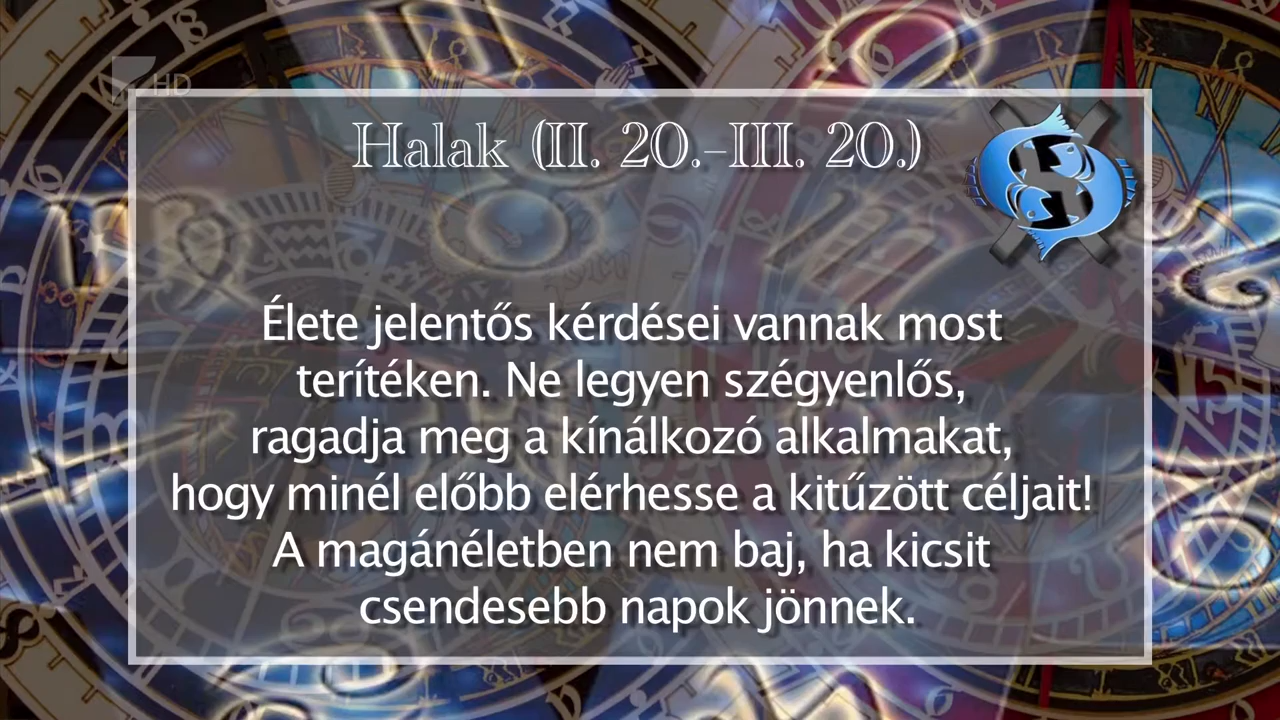 HD
Halak (II. 20.-III. 20.)
Élete jelentős kérdései vannak most
terítéken. Ne legyen szégyenlős,
ragadja meg a kínálkozó alkalmakat,
hogy minél előbb elérhesse a kitűzött céljait!
A magánéletben nem baj, ha kicsit
csendesebb napok jönnek.